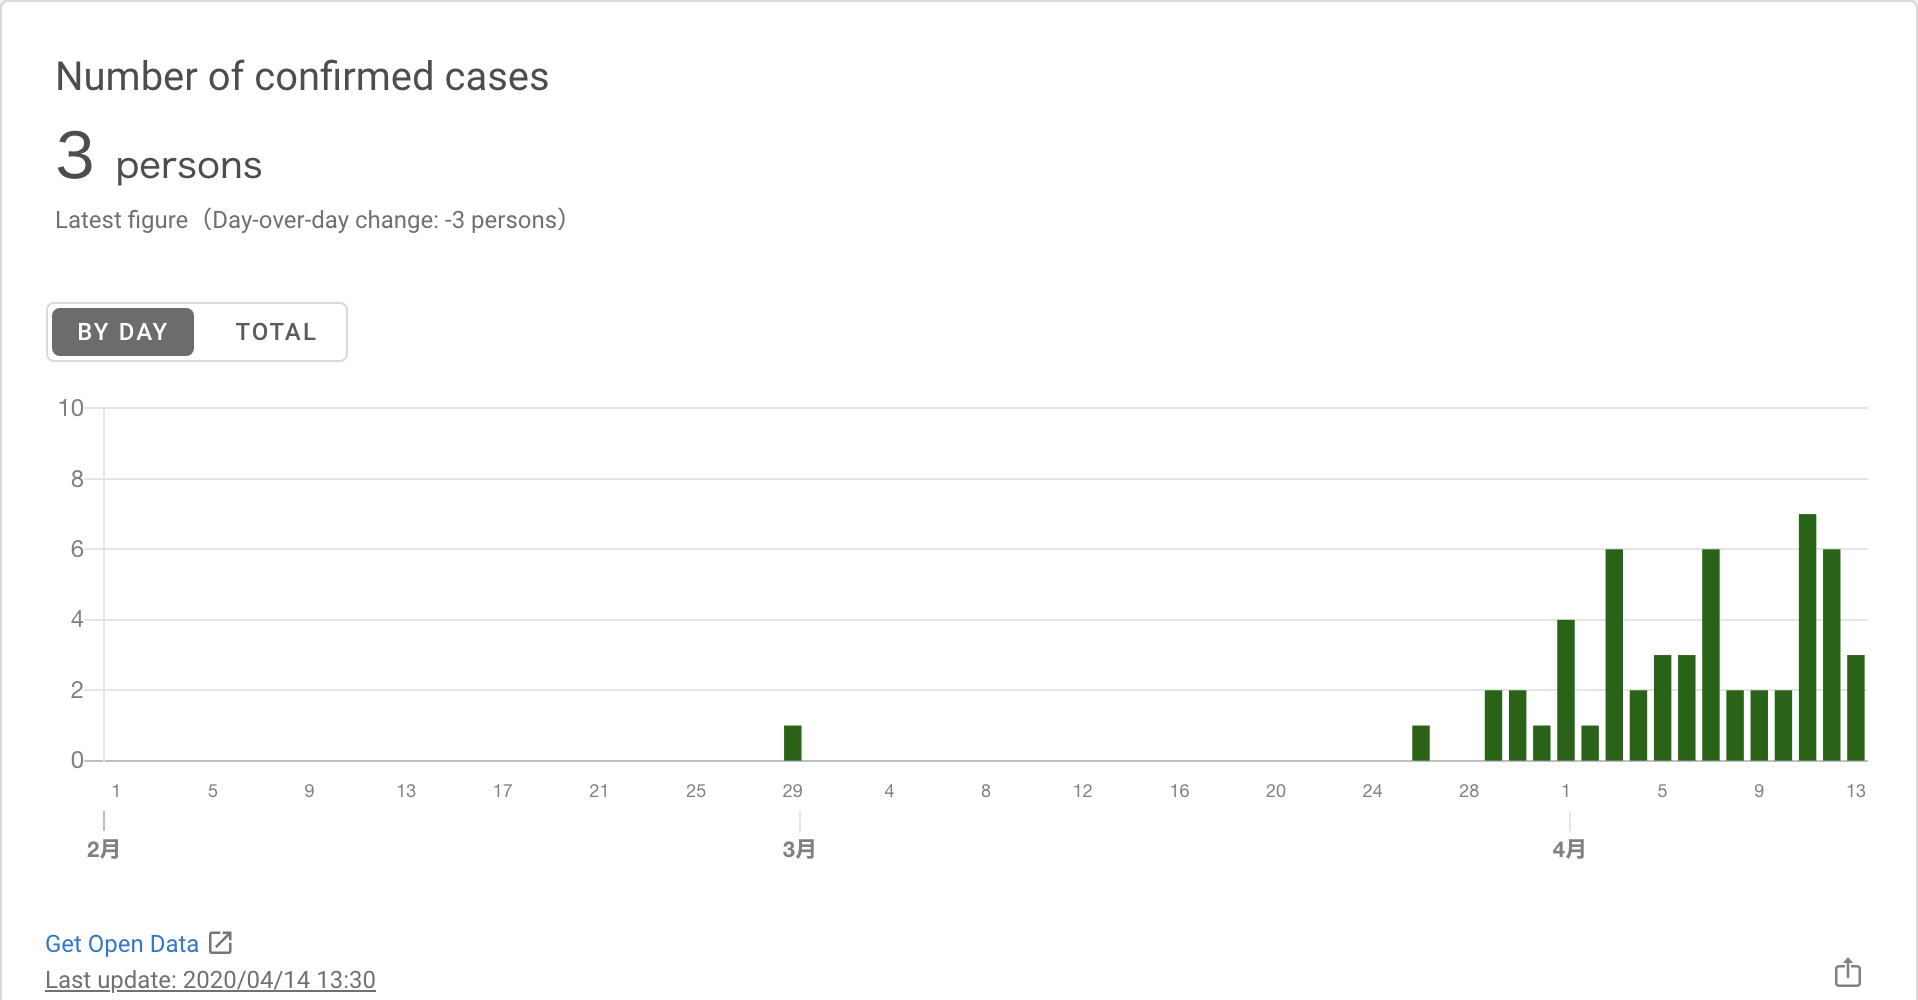 Number of confirmed cases
3 persons
Latest figure（Day-over-day change: -3 persons）
BY DAY TOTAL
10
8
6
4
2
0
1 5 9 13 17 21 25 29 4 8 12 16 20 24 28 1 5 9 13
2月 3月 4月
Get Open Data
Last update: 2020/04/14 13:30